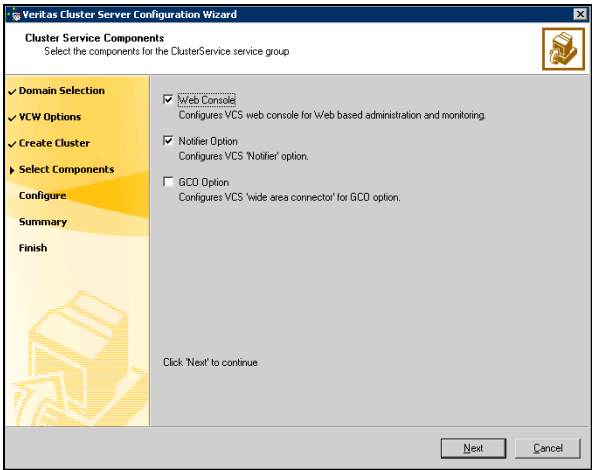 Veritas Cluster Server Configuration Wizard
Cluster Service Components
Select the components for the ClusterService service group
Domain Selection
VCW Options
Create Cluster
Select Components
Configure
Summary
Finish
Web Console
Configures VCS web console for Web based administration and monitoring.
Notifier Option
Configures VCS 'Notifier' option.
GCO Option
Configures VCS 'wide area connector' for GCO option.
Click 'Next' to continue
Next
Cancel